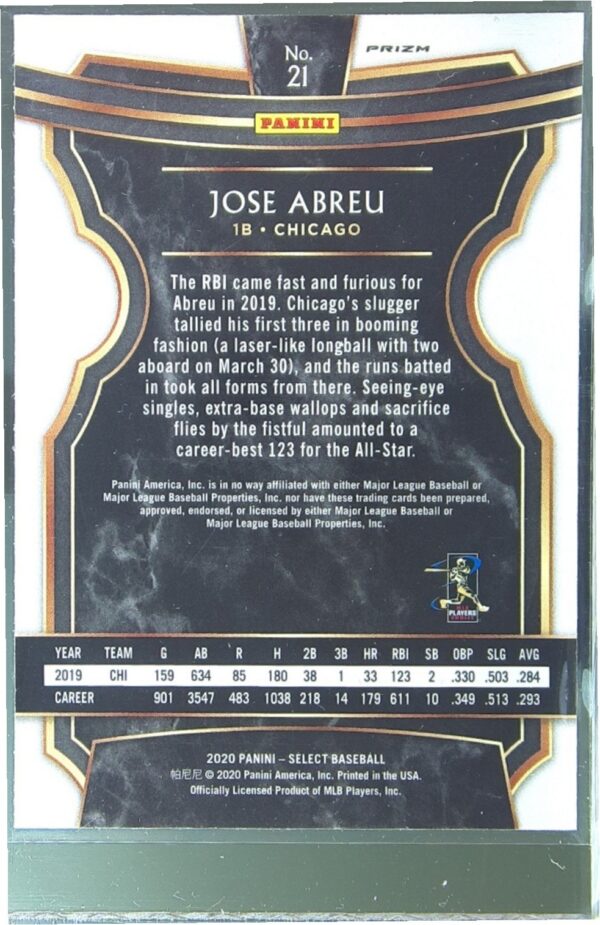 No.
21
PRIZM
PANINI
JOSE ABREU
1B • CHICAGO
The RBI came fast and furious for
Abreu in 2019. Chicago's slugger
tallied his first three in booming
fashion (a laser-like longball with two
aboard on March 30), and the runs batted
in took all forms from there. Seeing-eye
singles, extra-base wallops and sacrifice
flies by the fistful amounted to a
career-best 123 for the All-Star.
Panini America, Inc. is in no way affiliated with either Major League Baseball or
Major League Baseball Properties, Inc. nor have these trading cards been prepared,
approved, endorsed, or licensed by either Major League Baseball or
Major League Baseball Properties, Inc.
PLAYERS
YEAR TEAM G AB R H 2B 3B HR RBI SB OBP SLG AVG
2019 CHI 159 634 85 180 38 1 33 123 2 .330 .503 .284
CAREER 901 3547 483 1038 218 14 179 611 10 .349 .513 .293
2020 PANINI – SELECT BASEBALL
帕尼尼 © 2020 Panini America, Inc. Printed in the USA.
Officially Licensed Product of MLB Players, Inc.